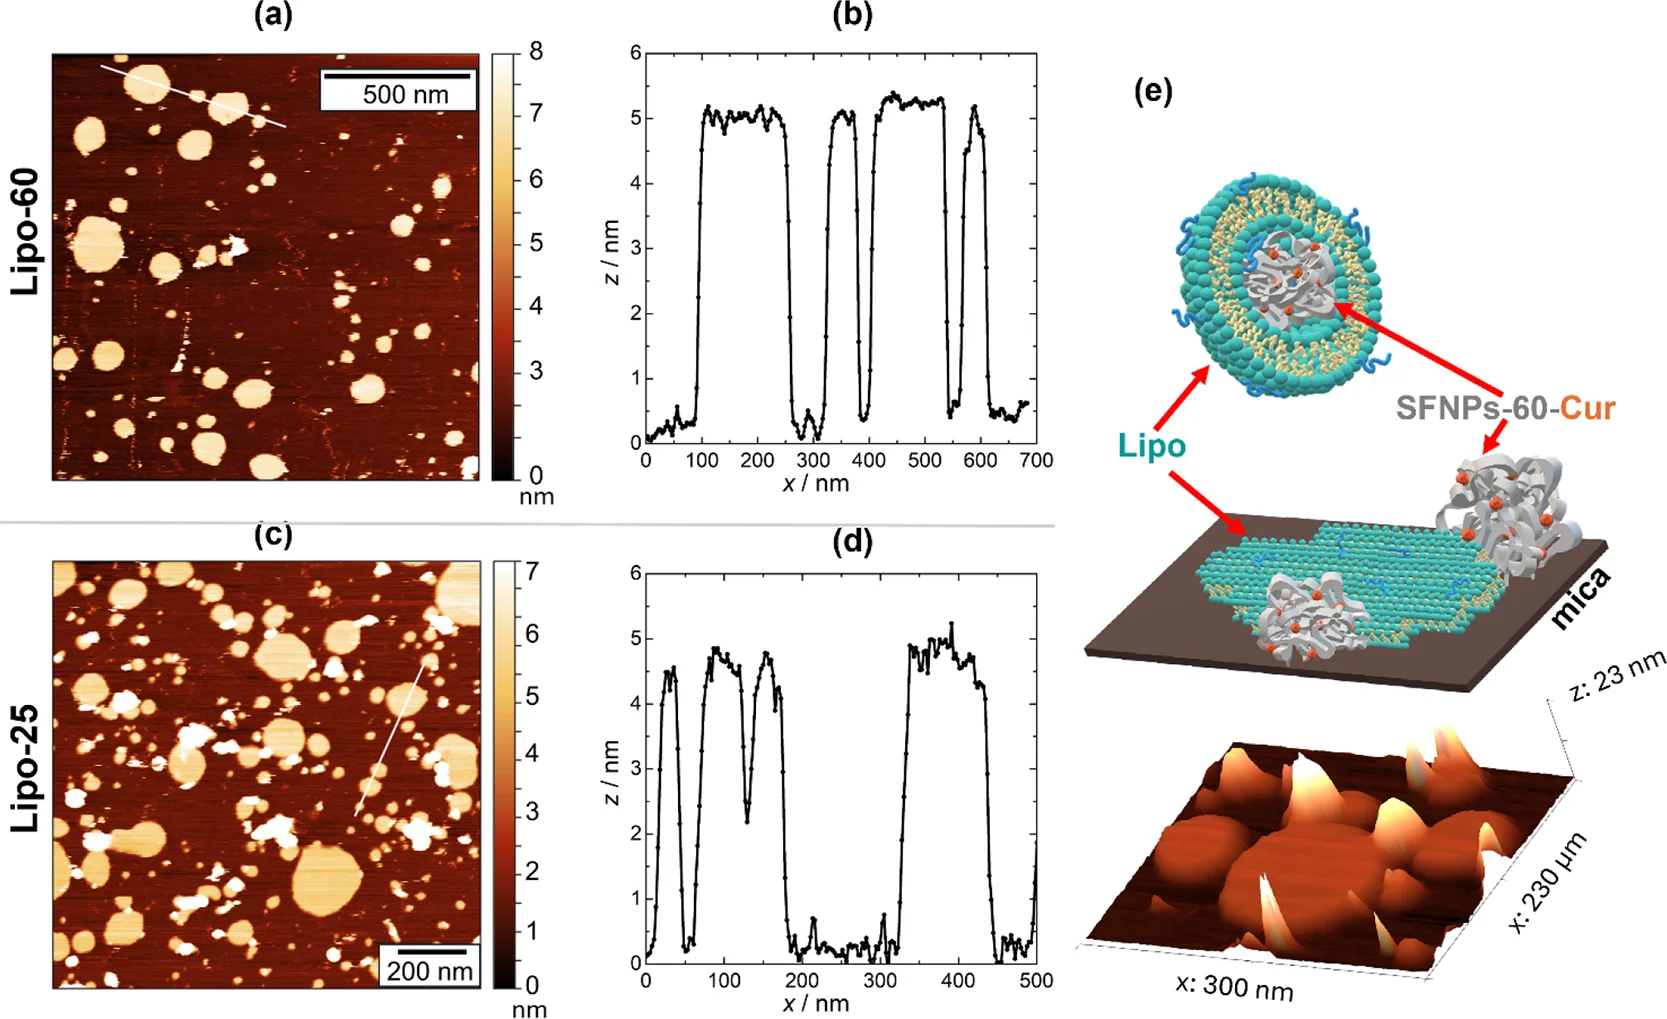 (a)
Lipo-60
500 nm
8
7
6
5
4
3
0
nm
(b)
6
5
4
3
2
1
0
z / nm
0 100 200 300 400 500 600 700
x / nm
(c)
Lipo-25
200 nm
7
6
5
4
3
2
1
0
nm
(d)
6
5
4
3
2
1
0
z / nm
0 100 200 300 400 500
x / nm
(e)
SFNPs-60-Cur
Lipo
mica
z: 23 nm
x: 230 μm
x: 300 nm